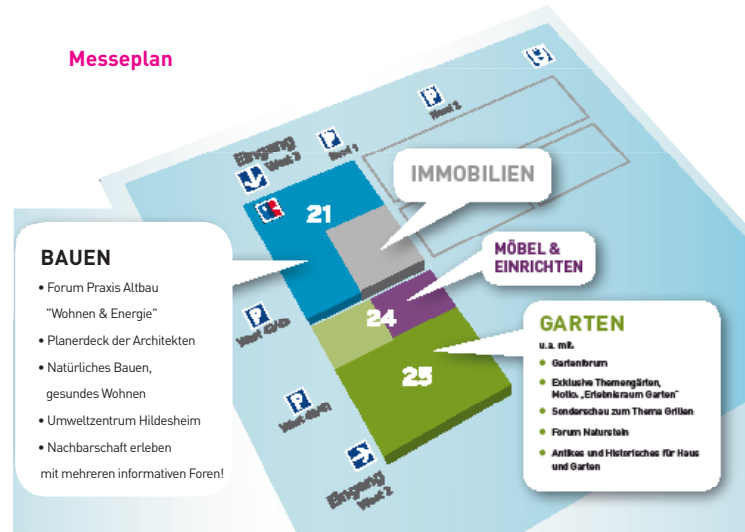 Messeplan
Eingang
West 3
Nord 2
IMMOBILIEN
21
BAUEN
• Forum Praxis Altbau
"Wohnen & Energie"
• Planerdeck der Architekten
• Natürliches Bauen,
gesundes Wohnen
• Umweltzentrum Hildesheim
• Nachbarschaft erleben
mit mehreren informativen Foren!
MÖBEL &
EINRICHTEN
24
25
GARTEN
u.a. mit.
• Gartenforum
• Exklusive Themengärten,
Motto. „Erlebnisraum Garten“
• Sonderschau zum Thema Grillen
• Forum Naturstein
• Antikes und Historisches für Haus
und Garten
Eingang
West 2